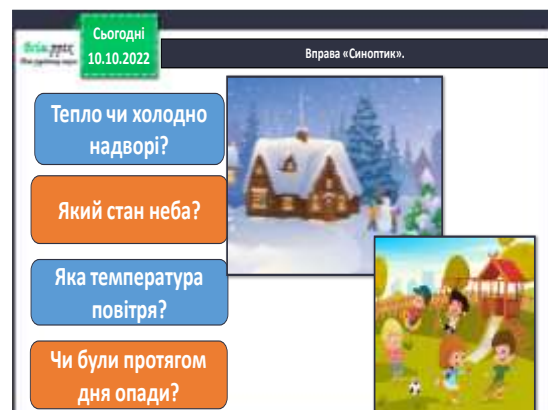 Сьогодні
10.10.2022
Вправа «Синоптик».
Тепло чи холодно
надворі?
Який стан неба?
Яка температура
повітря?
Чи були протягом
дня опади?